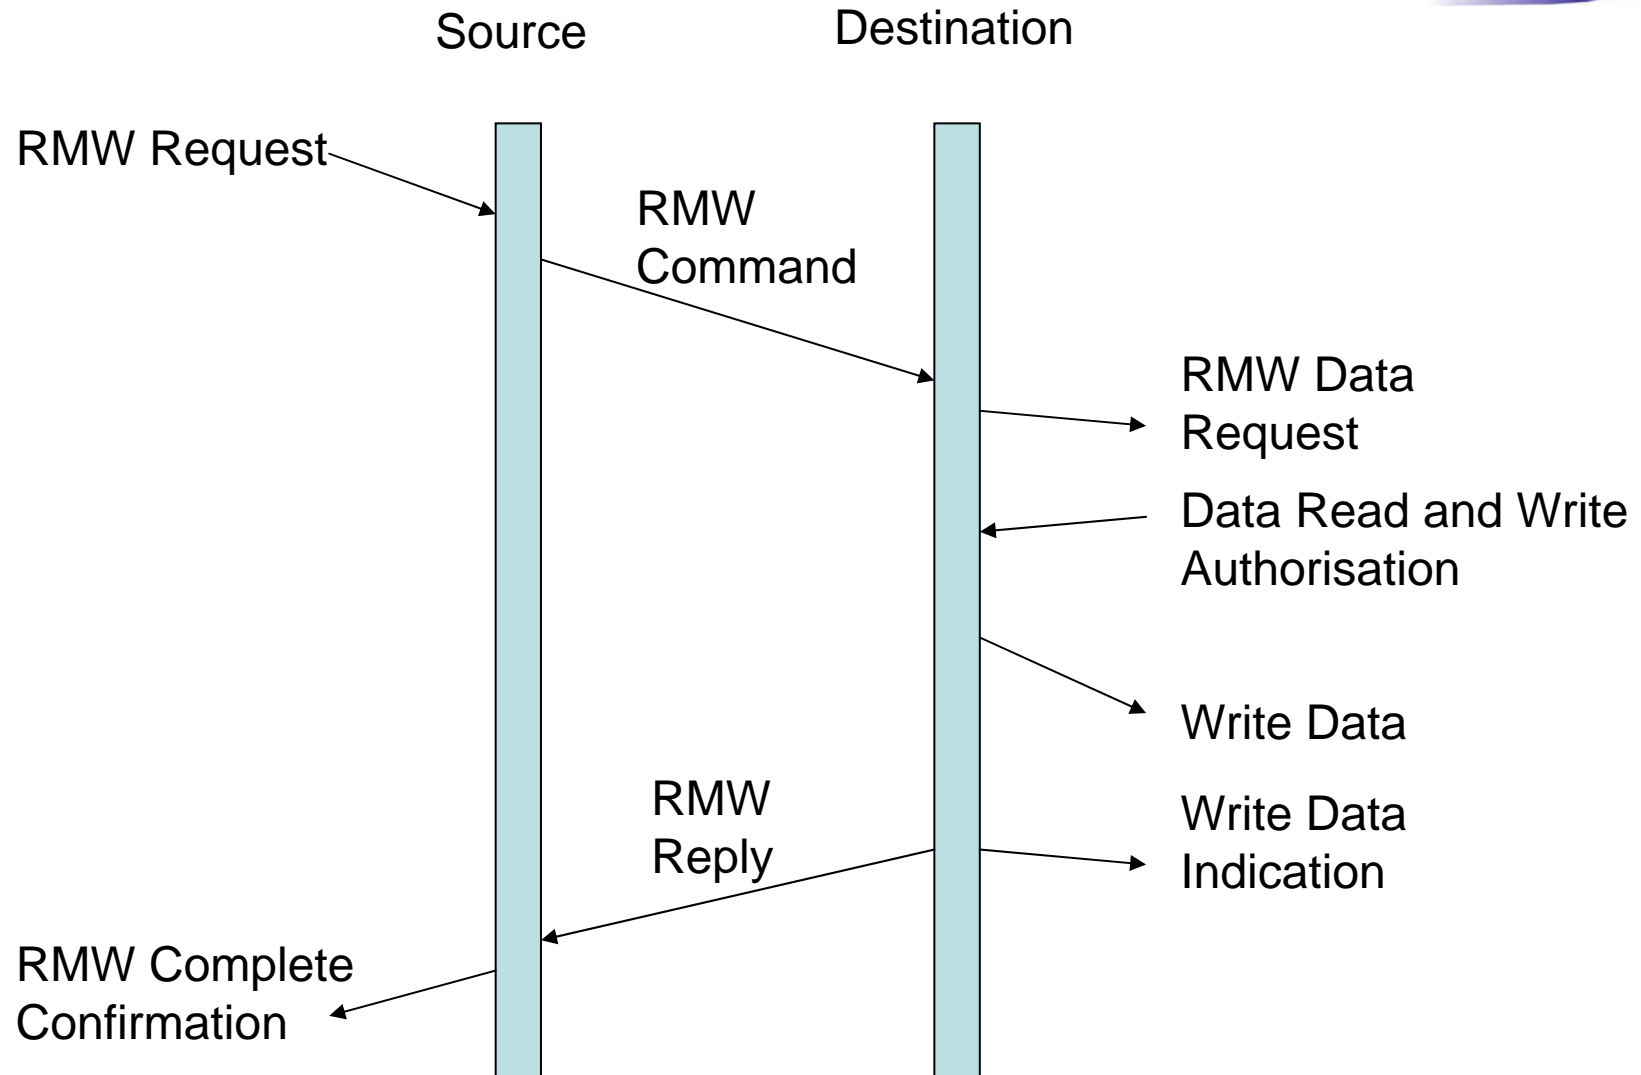 Source
Destination
RMW Request
RMW
Command
RMW Data
Request
Data Read and Write
Authorisation
Write Data
RMW
Reply
Write Data
Indication
RMW Complete
Confirmation